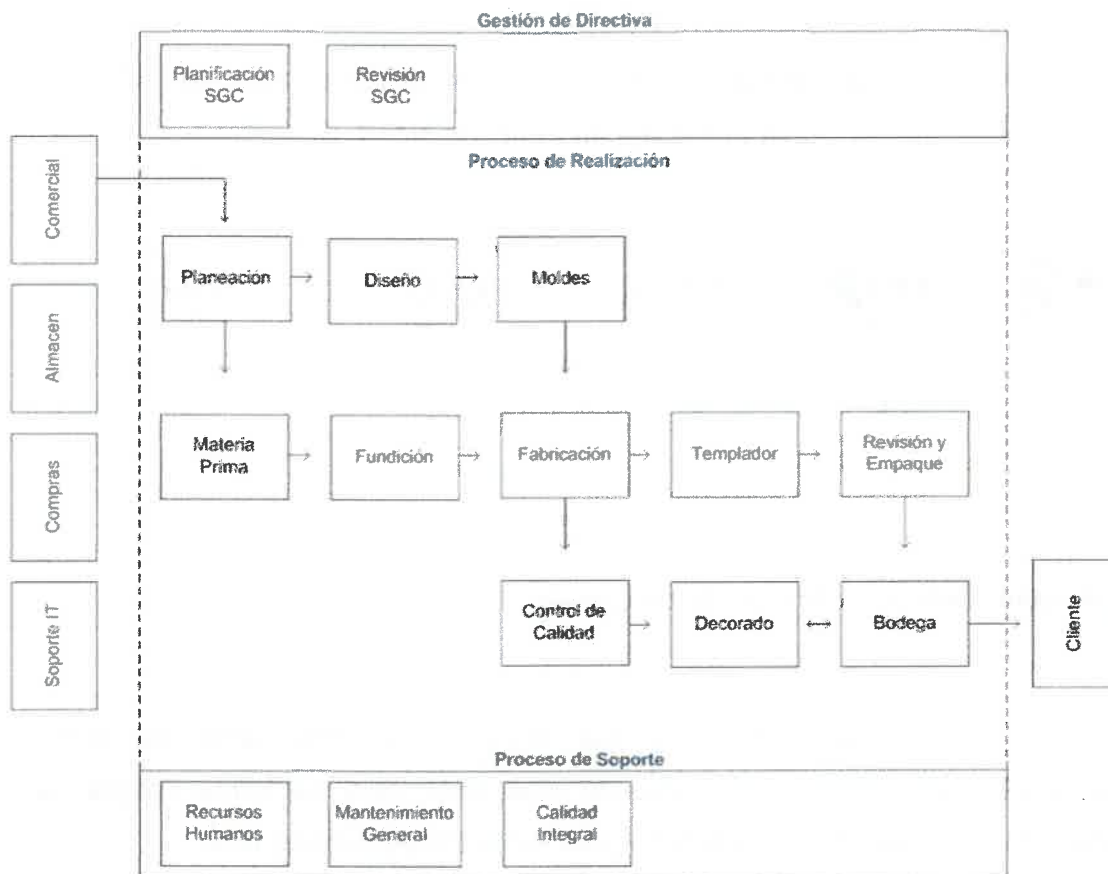 Gestión de Directiva
Planificación
SGC
Revisión
SGC
Proceso de Realización
Comercial
Almacen
Compras
Soporte IT
Planeación
Diseño
Moldes
Materia
Prima
Fundición
Fabricación
Templador
Revisión y
Empaque
Control de
Calidad
Decorado
Bodega
Cliente
Proceso de Soporte
Recursos
Humanos
Mantenimiento
General
Calidad
Integral